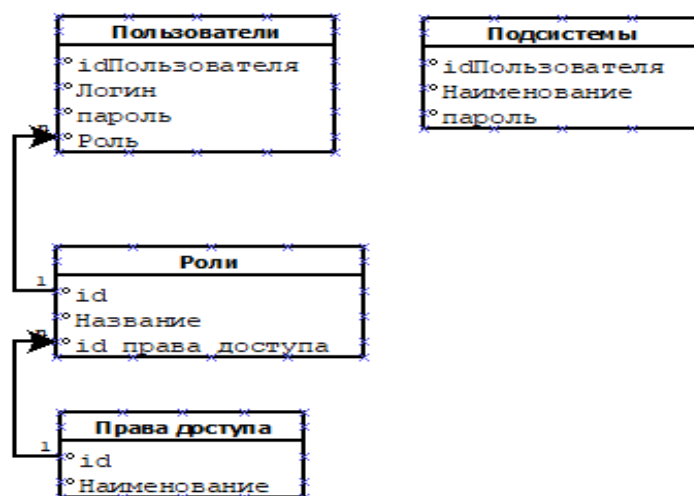 Пользователи
idПользователя
Логин
пароль
n
Роль
Подсистемы
idПользователя
Наименование
пароль
Роли
1
id
Название
n
id права доступа
Права доступа
1
id
Наименование